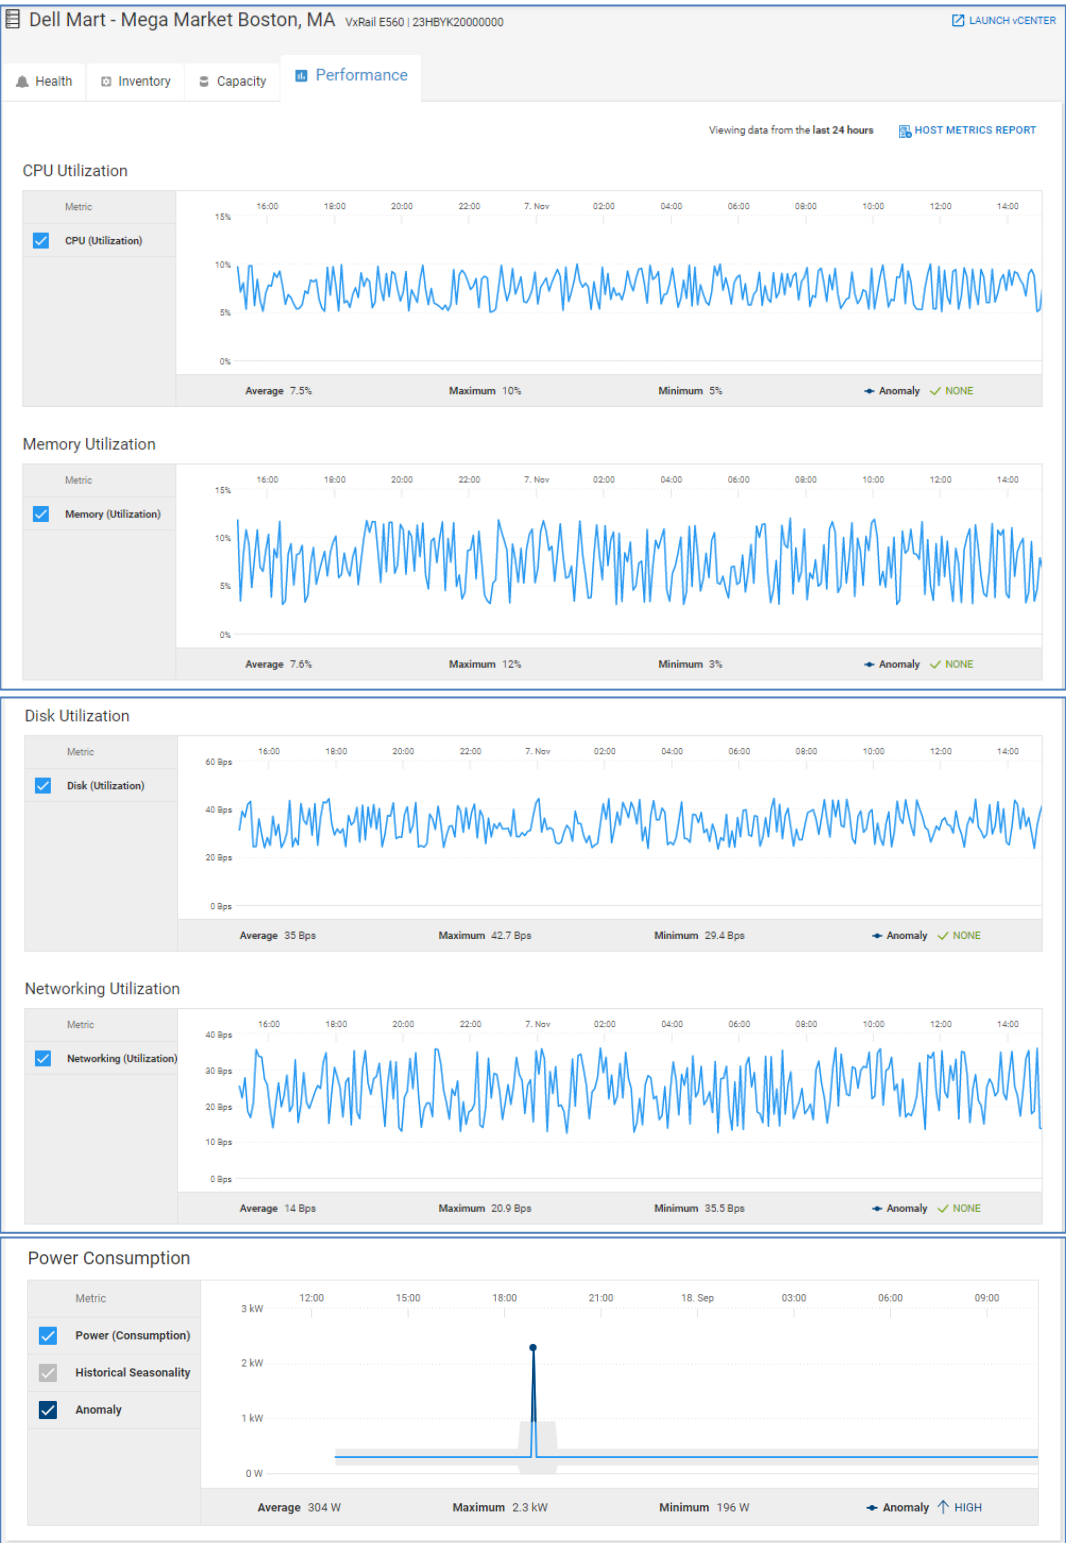 Dell Mart - Mega Market Boston, MA VxRail E560 | 23HBYK20000000
LAUNCH vCENTER
Health Inventory Capacity Performance
Viewing data from the last 24 hours HOST METRICS REPORT
CPU Utilization
Metric
CPU (Utilization)
16:00 18:00 20:00 22:00 7. Nov 02:00 04:00 06:00 08:00 10:00 12:00 14:00
15%
10%
5%
0%
Average 7.5% Maximum 10% Minimum 5% Anomaly NONE
Memory Utilization
Metric
Memory (Utilization)
16:00 18:00 20:00 22:00 7. Nov 02:00 04:00 06:00 08:00 10:00 12:00 14:00
15%
10%
5%
0%
Average 7.6% Maximum 12% Minimum 3% Anomaly NONE
Disk Utilization
Metric
Disk (Utilization)
16:00 18:00 20:00 22:00 7. Nov 02:00 04:00 06:00 08:00 10:00 12:00 14:00
60 Bps
40 Bps
20 Bps
0 Bps
Average 35 Bps Maximum 42.7 Bps Minimum 29.4 Bps Anomaly NONE
Networking Utilization
Metric
Networking (Utilization)
16:00 18:00 20:00 22:00 7. Nov 02:00 04:00 06:00 08:00 10:00 12:00 14:00
40 Bps
30 Bps
20 Bps
10 Bps
0 Bps
Average 14 Bps Maximum 20.9 Bps Minimum 35.5 Bps Anomaly NONE
Power Consumption
Metric
Power (Consumption)
Historical Seasonality
Anomaly
12:00 15:00 18:00 21:00 18. Sep 03:00 06:00 09:00
3 kW
2 kW
1 kW
0 W
Average 304 W Maximum 2.3 kW Minimum 196 W Anomaly HIGH